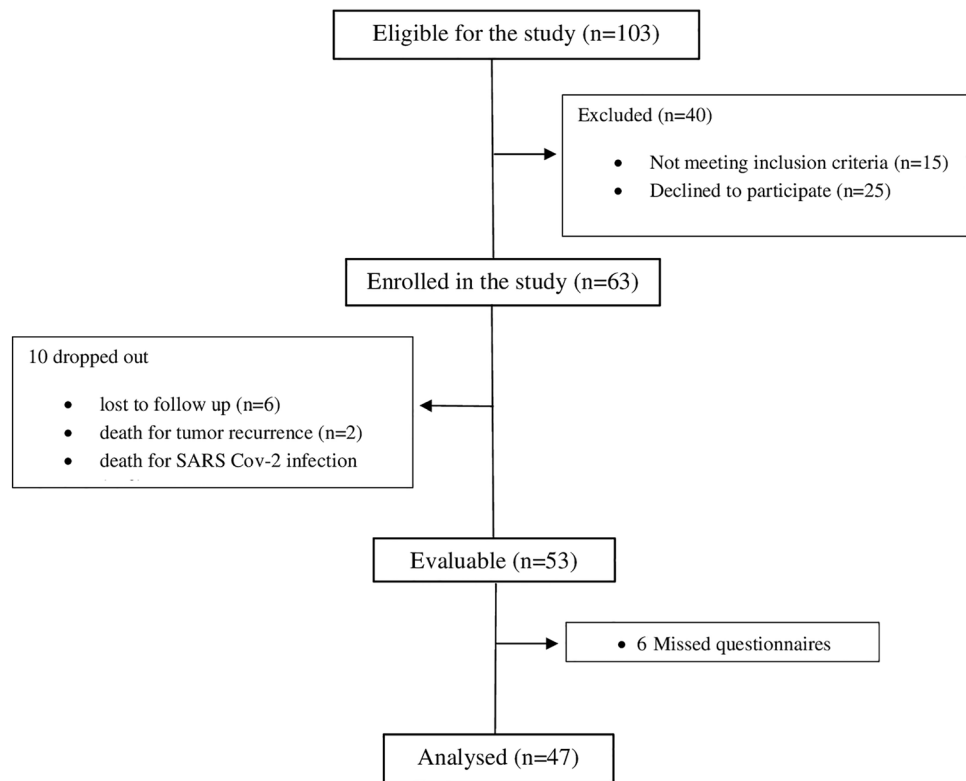 Eligible for the study (n=103)
Excluded (n=40)
• Not meeting inclusion criteria (n=15)
• Declined to participate (n=25)
Enrolled in the study (n=63)
10 dropped out
• lost to follow up (n=6)
• death for tumor recurrence (n=2)
• death for SARS Cov-2 infection
Evaluable (n=53)
• 6 Missed questionnaires
Analysed (n=47)